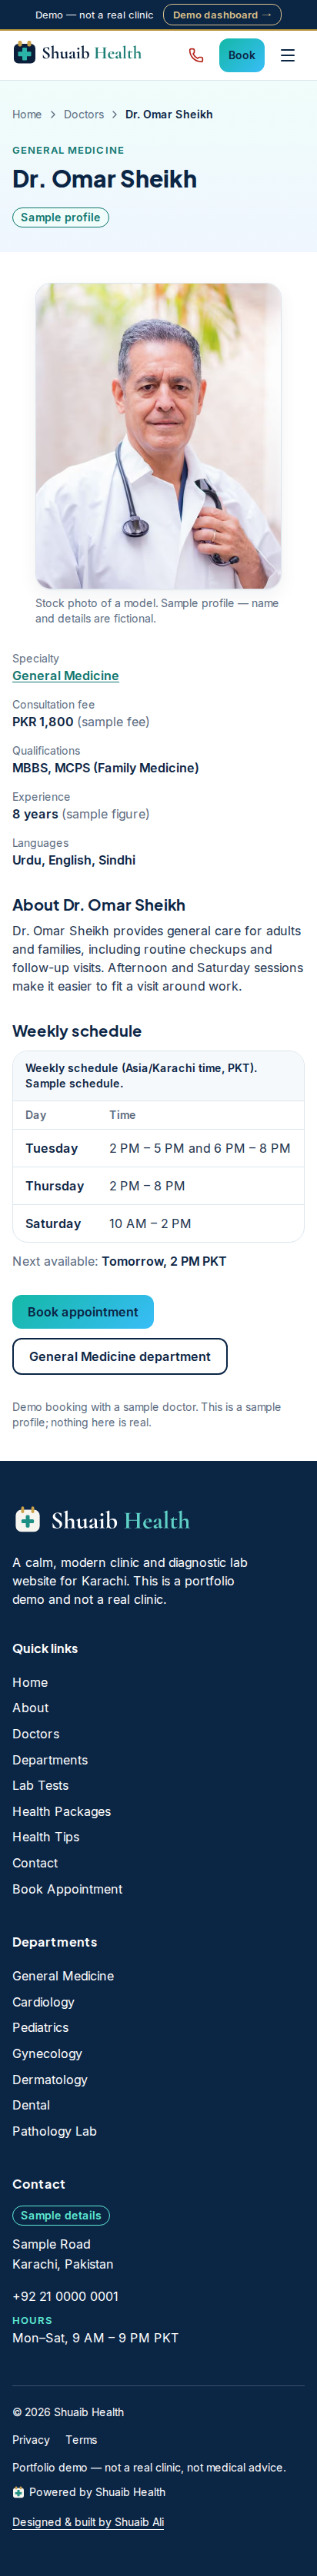 Demo — not a real clinic
Demo dashboard →
Shuaib Health
Book
Home > Doctors > Dr. Omar Sheikh
GENERAL MEDICINE
Dr. Omar Sheikh
Sample profile
Stock photo of a model. Sample profile — name
and details are fictional.
Specialty
General Medicine
Consultation fee
PKR 1,800 (sample fee)
Qualifications
MBBS, MCPS (Family Medicine)
Experience
8 years (sample figure)
Languages
Urdu, English, Sindhi
About Dr. Omar Sheikh
Dr. Omar Sheikh provides general care for adults
and families, including routine checkups and
follow-up visits. Afternoon and Saturday sessions
make it easier to fit a visit around work.
Weekly schedule
Weekly schedule (Asia/Karachi time, PKT).
Sample schedule.
Day Time
Tuesday 2 PM – 5 PM and 6 PM – 8 PM
Thursday 2 PM – 8 PM
Saturday 10 AM – 2 PM
Next available: Tomorrow, 2 PM PKT
Book appointment
General Medicine department
Demo booking with a sample doctor. This is a sample
profile; nothing here is real.
Shuaib Health
A calm, modern clinic and diagnostic lab
website for Karachi. This is a portfolio
demo and not a real clinic.
Quick links
Home
About
Doctors
Departments
Lab Tests
Health Packages
Health Tips
Contact
Book Appointment
Departments
General Medicine
Cardiology
Pediatrics
Gynecology
Dermatology
Dental
Pathology Lab
Contact
Sample details
Sample Road
Karachi, Pakistan
+92 21 0000 0001
HOURS
Mon–Sat, 9 AM – 9 PM PKT
© 2026 Shuaib Health
Privacy Terms
Portfolio demo — not a real clinic, not medical advice.
Powered by Shuaib Health
Designed & built by Shuaib Ali